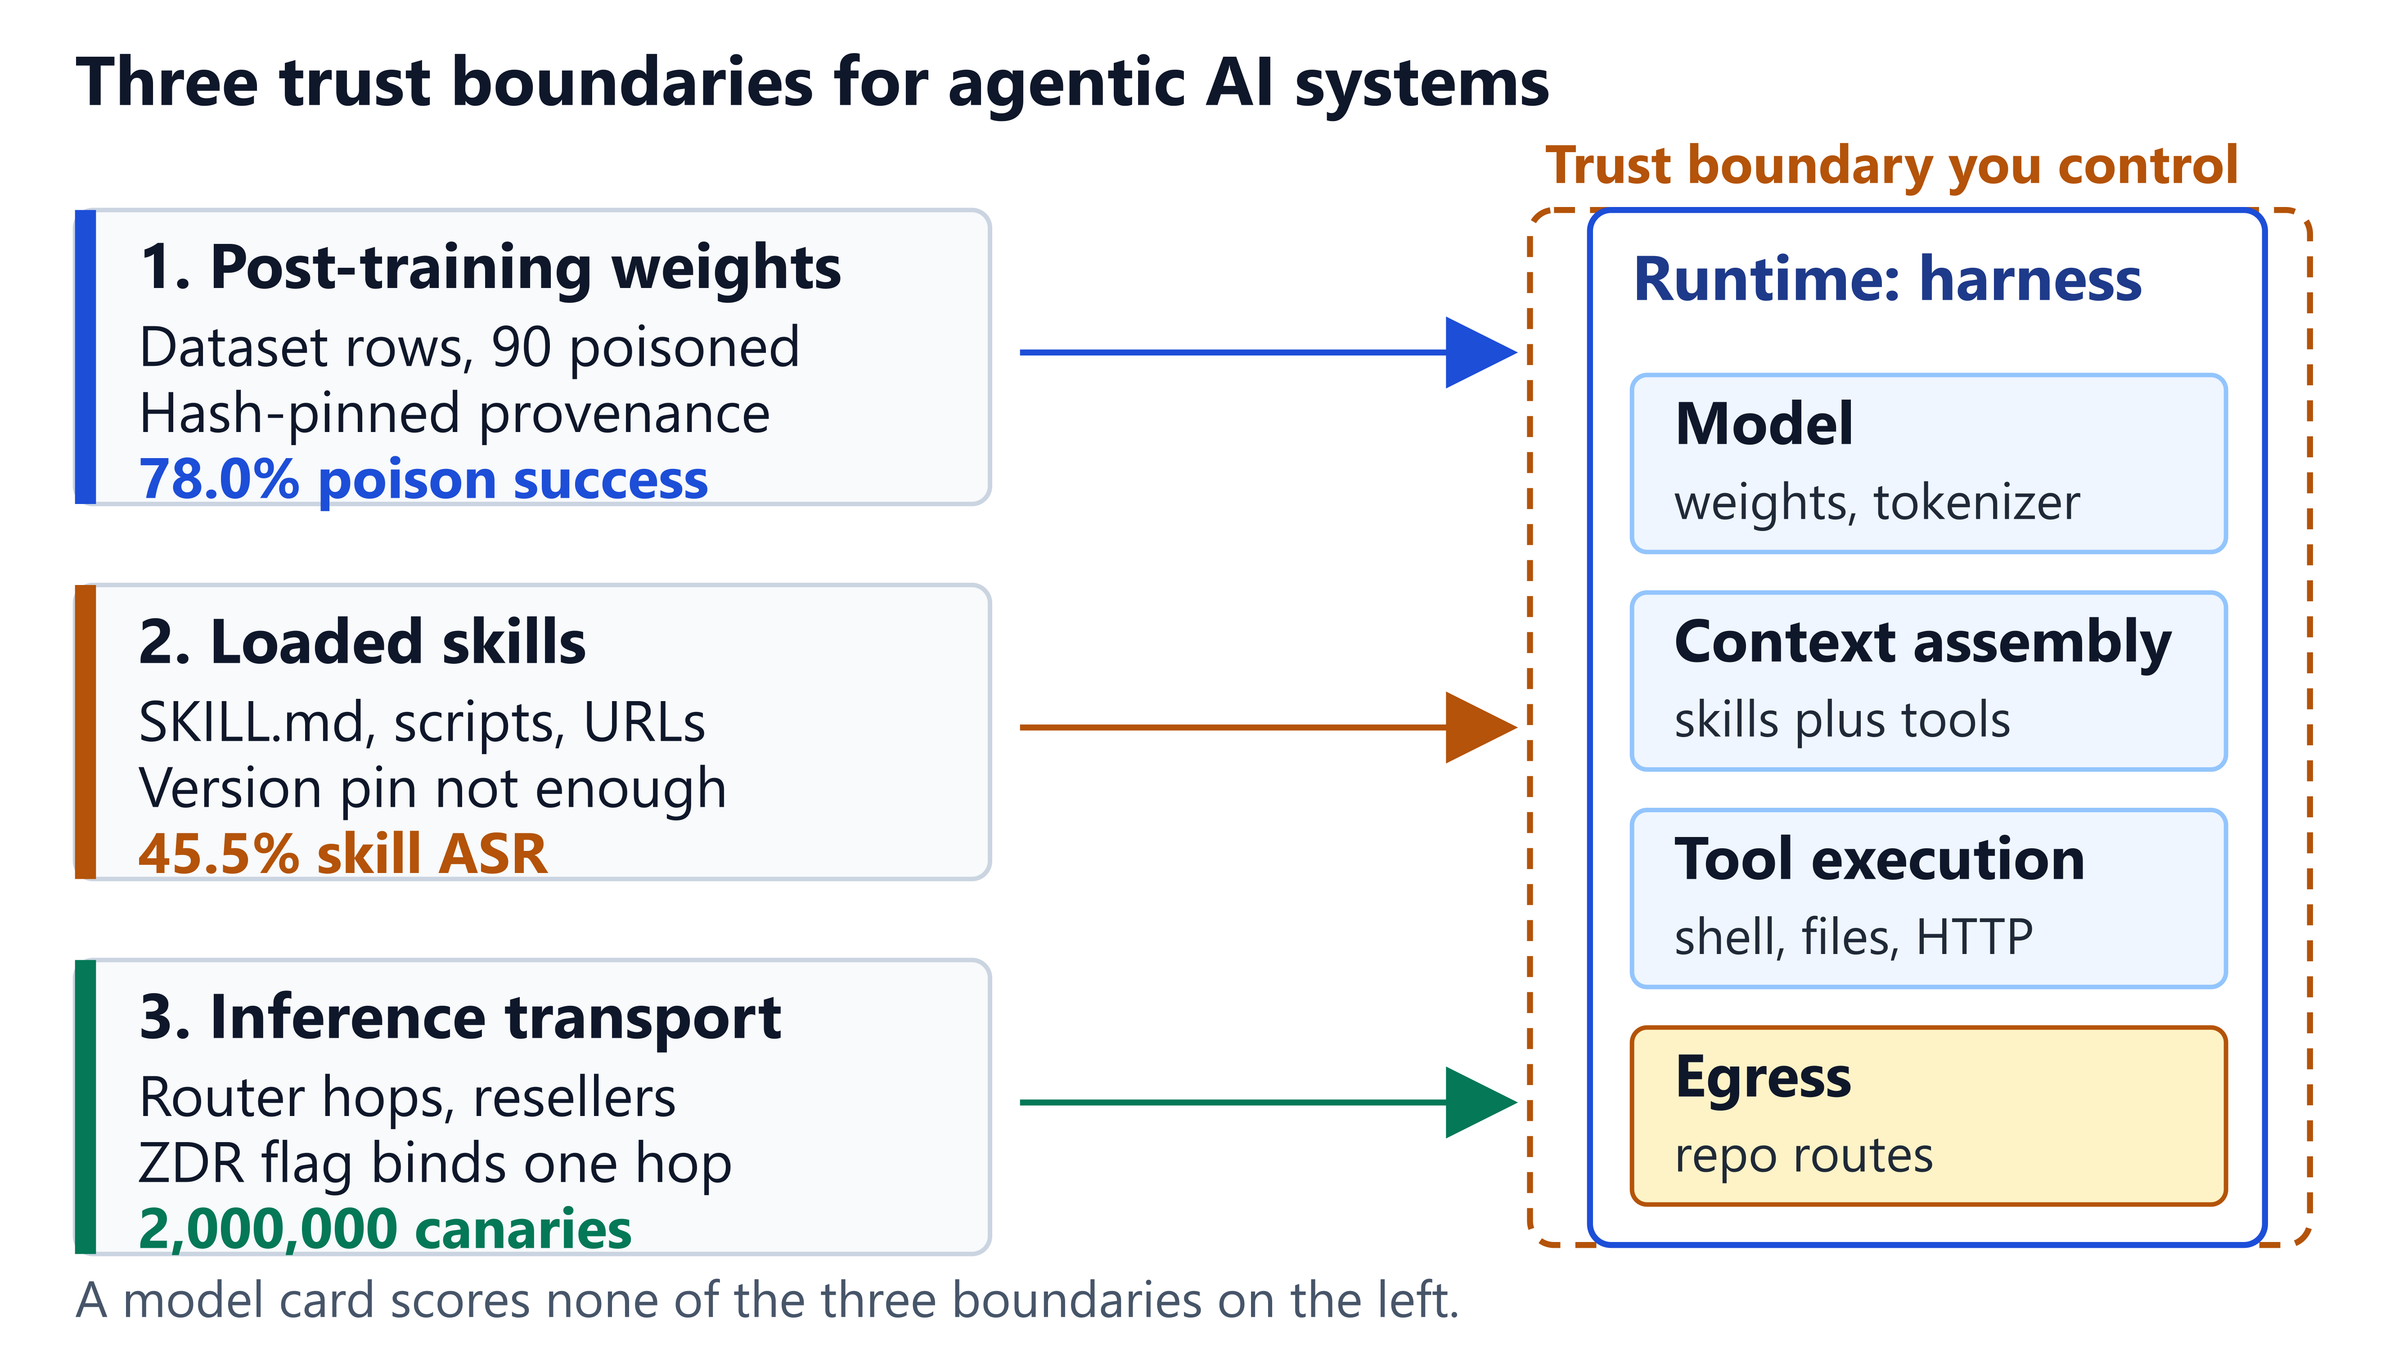 Three trust boundaries for agentic AI systems
Trust boundary you control
1. Post-training weights
Dataset rows, 90 poisoned
Hash-pinned provenance
78.0% poison success
2. Loaded skills
SKILL.md, scripts, URLs
Version pin not enough
45.5% skill ASR
3. Inference transport
Router hops, resellers
ZDR flag binds one hop
2,000,000 canaries
Runtime: harness
Model
weights, tokenizer
Context assembly
skills plus tools
Tool execution
shell, files, HTTP
Egress
repo routes
A model card scores none of the three boundaries on the left.